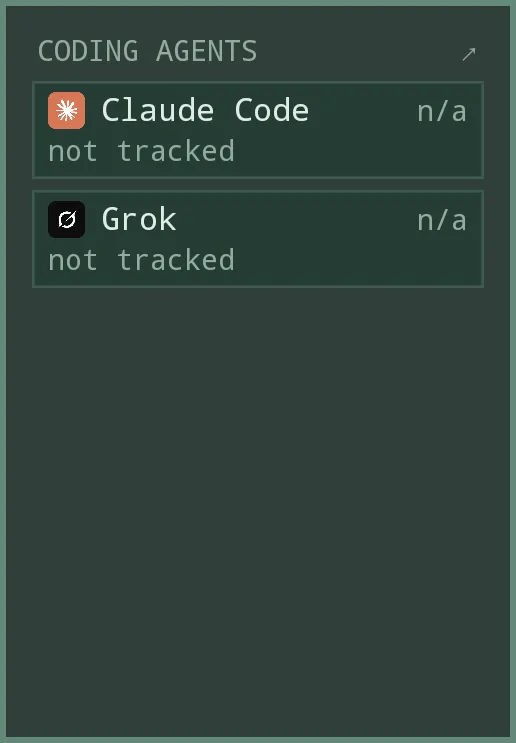 CODING AGENTS ↗
Claude Code n/a
not tracked
Grok n/a
not tracked